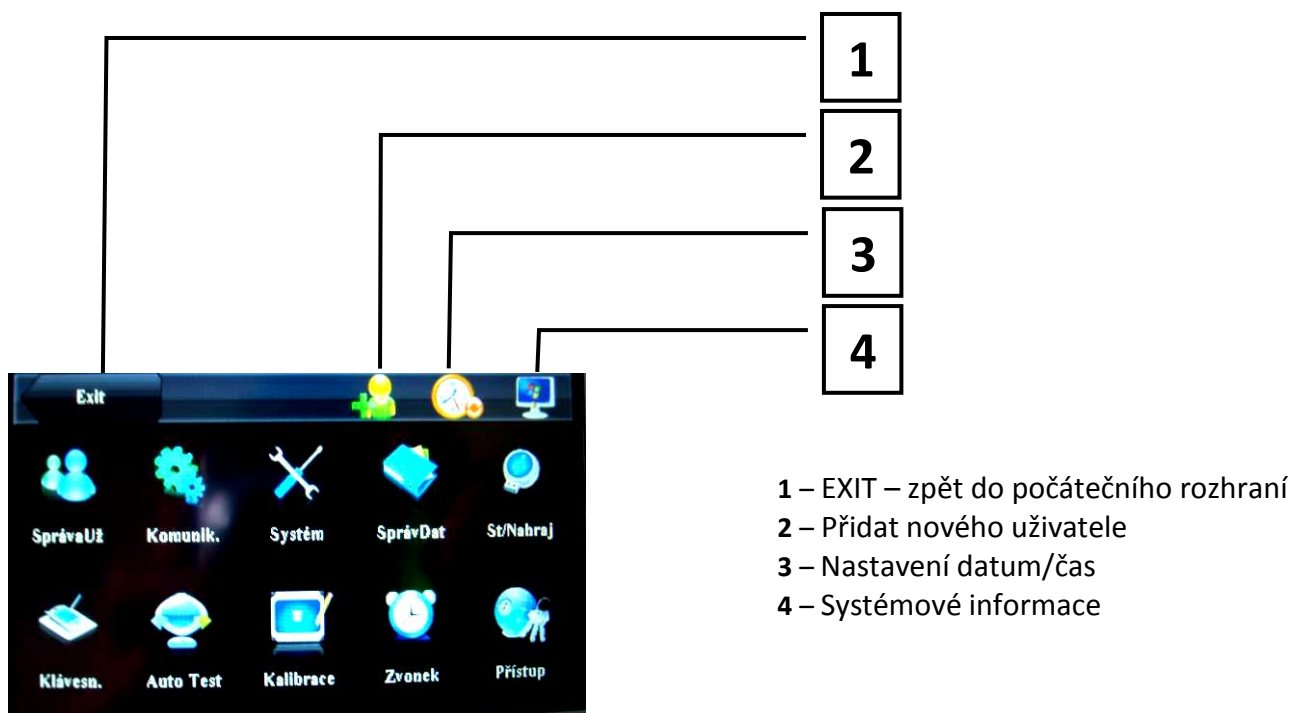 1
2
3
4
Exit
SprávaUž Komunik. Systém SprávDat St/Nahraj
Klávesn. Auto Test Kalibrace Zvonek Přístup
1 – EXIT – zpět do počátečního rozhraní
2 – Přidat nového uživatele
3 – Nastavení datum/čas
4 – Systémové informace